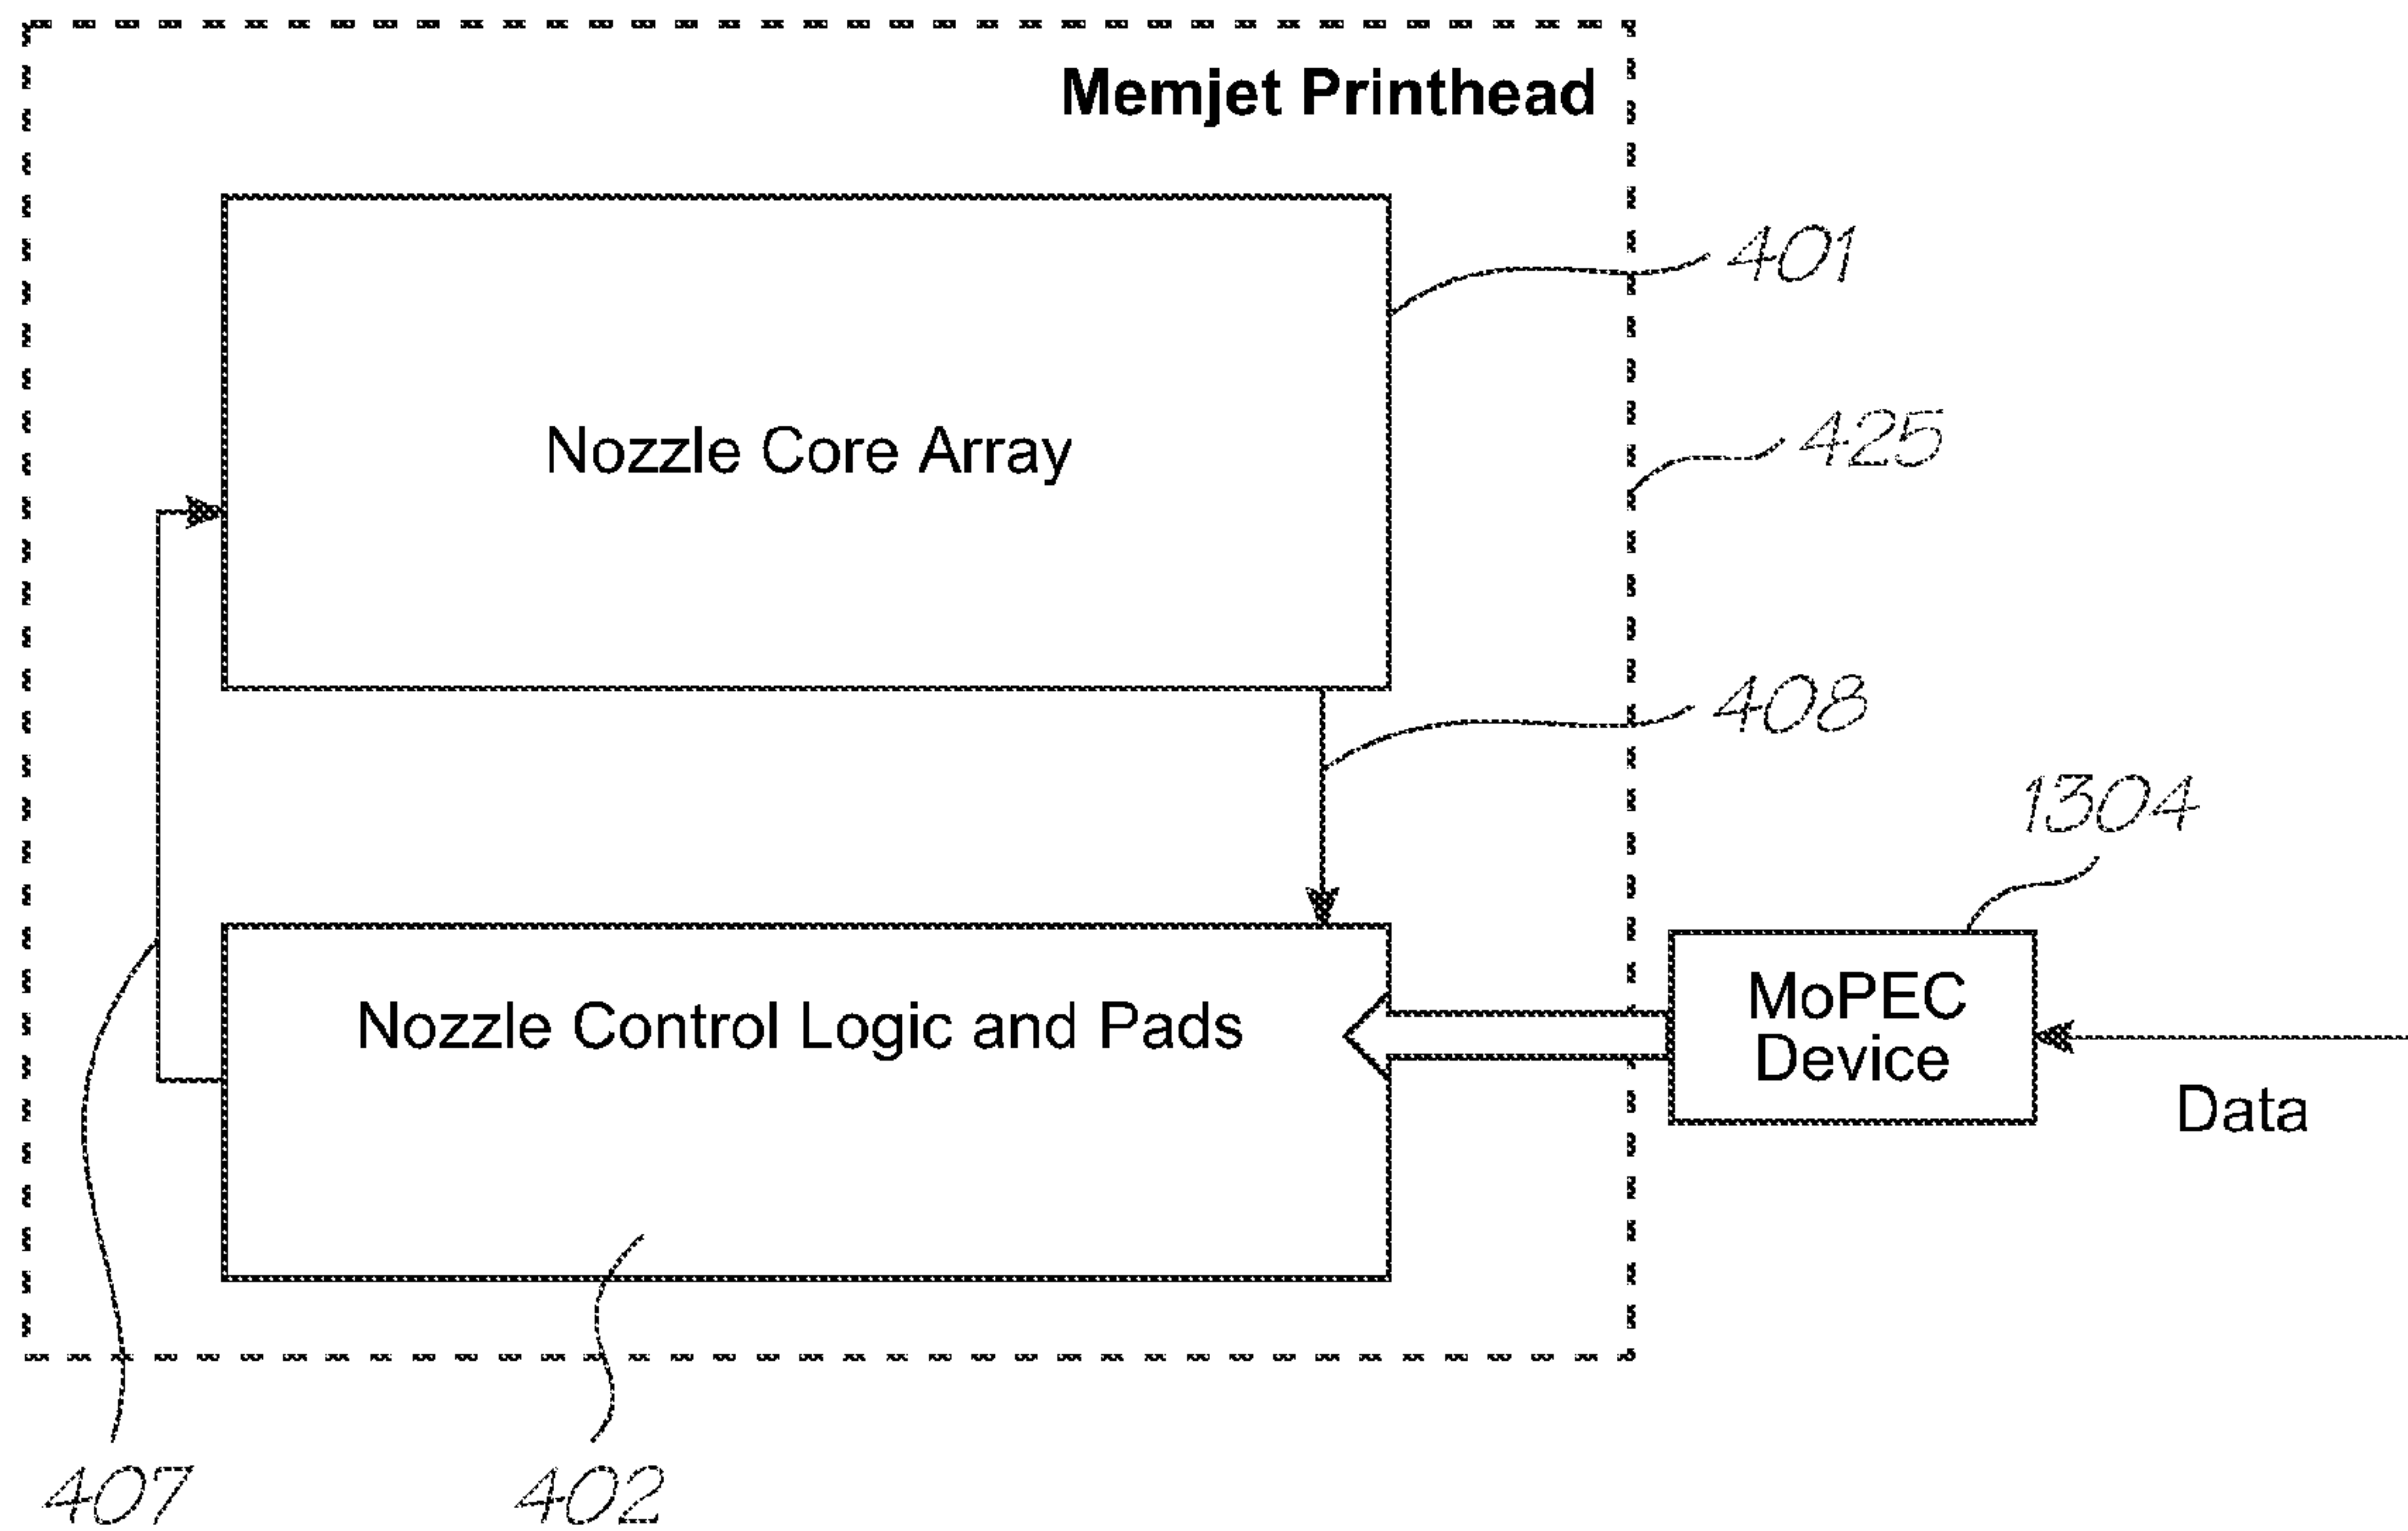 Memjet Printhead
401
Nozzle Core Array
425
408
1304
MoPEC
Device
Nozzle Control Logic and Pads
Data
407
402